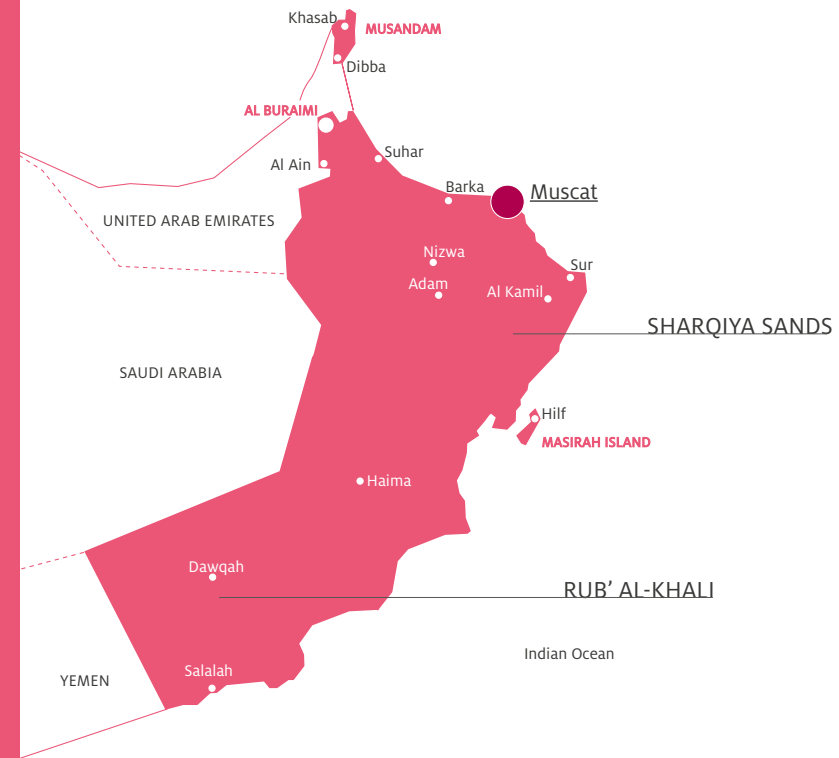 Khasab
MUSANDAM
Dibba
AL BURAIMI
Suhar
Al Ain
Barka
Muscat
UNITED ARAB EMIRATES
Nizwa
Sur
Adam
Al Kamil
SHARQIYA SANDS
SAUDI ARABIA
Hilf
MASIRAH ISLAND
Haima
Dawqah
RUB’ AL-KHALI
Indian Ocean
Salalah
YEMEN